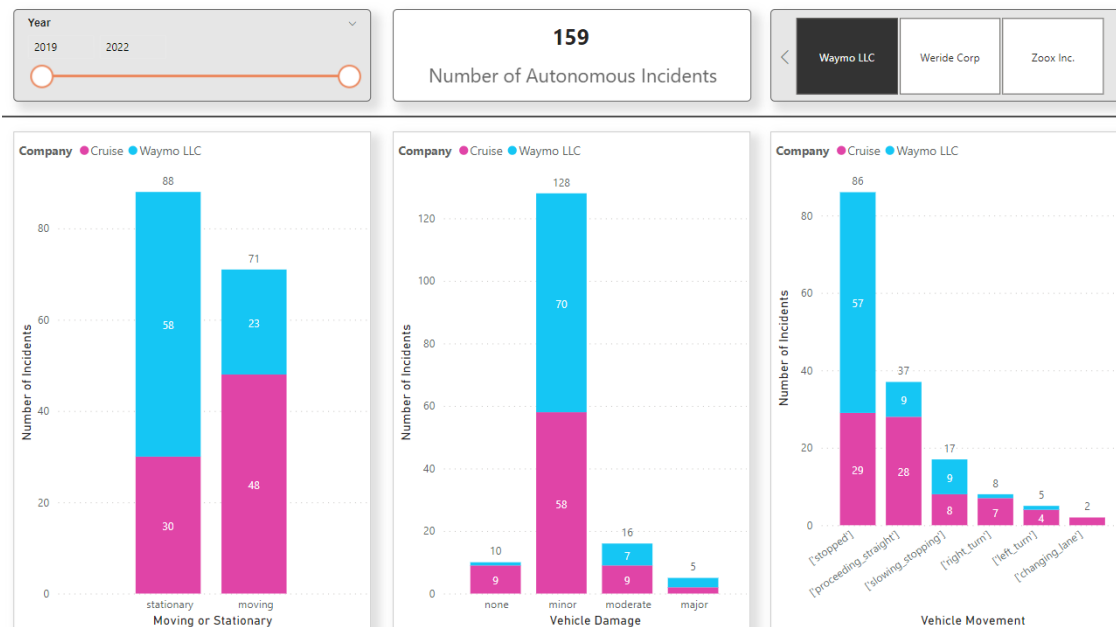 Year
2019 2022
159
Number of Autonomous Incidents
Waymo LLC
Weride Corp
Zoox Inc.
Company Cruise Waymo LLC
Number of Incidents
80
60
40
20
0
88
58
30
71
23
48
stationary moving
Moving or Stationary
Company Cruise Waymo LLC
Number of Incidents
120
100
80
60
40
20
0
10
9
128
70
58
16
7
9
5
none minor moderate major
Vehicle Damage
Company Cruise Waymo LLC
Number of Incidents
80
60
40
20
0
86
57
29
37
9
28
17
9
8
8
7
5
4
2
['stopped']
['proceeding_straight']
['slowing_stopping']
['right_turn']
['left_turn']
['changing_lane']
Vehicle Movement